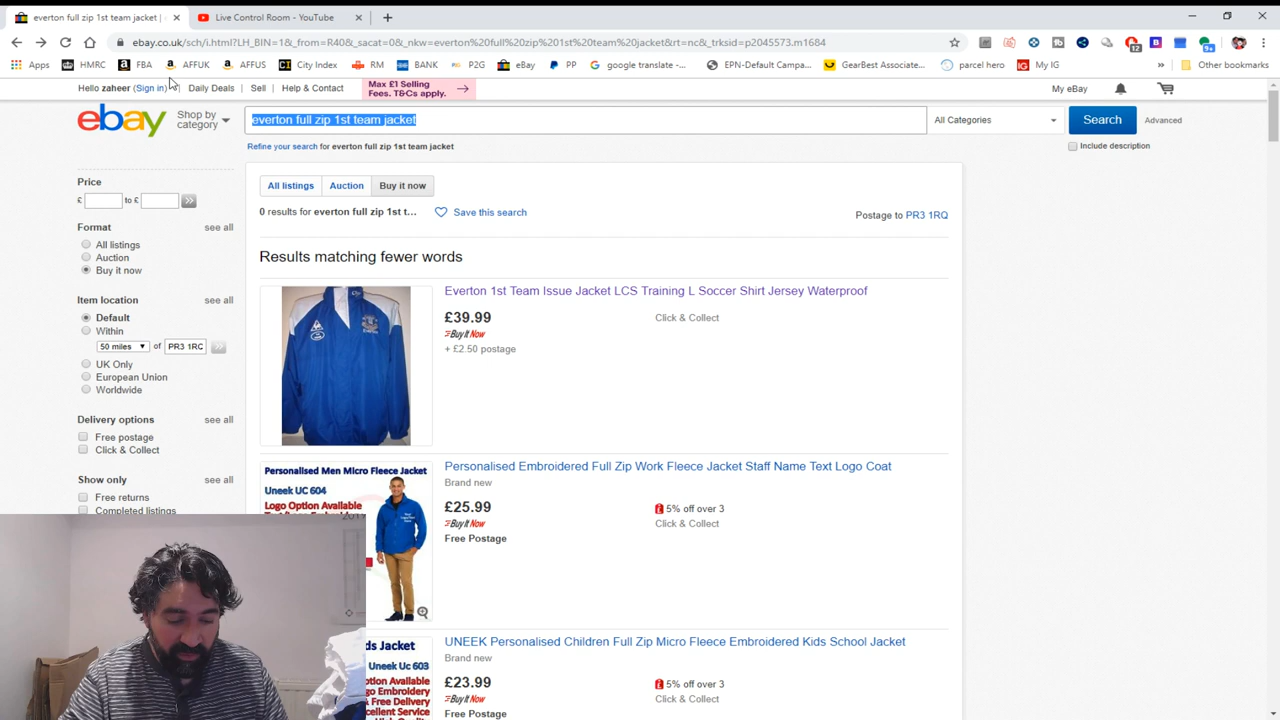 everton full zip 1st team jacket |
Live Control Room - YouTube
ebay.co.uk/sch/i.html?LH_BIN=1&_from=R40&_sacat=0&_nkw=everton%20full%20zip%201st%20team%20jacket&rt=nc&_trksid=p2045573.m1684
12
9+
Apps
HMRC
FBA
AFFUK
AFFUS
City Index
RM
BANK
P2G
eBay
PP
google translate -...
EPN-Default Campa...
GearBest Associate...
parcel hero
My IG
»
Other bookmarks
Hello zaheer (Sign in)
Daily Deals
Sell
Help & Contact
Max £1 Selling
Fees. T&Cs apply.
My eBay
ebay
Shop by
category
everton full zip 1st team jacket
All Categories
Search
Advanced
Refine your search for everton full zip 1st team jacket
Include description
Price
£ to £
Format see all
All listings
Auction
Buy it now
Item location see all
Default
Within
50 miles of PR3 1RQ
UK Only
European Union
Worldwide
Delivery options see all
Free postage
Click & Collect
Show only see all
Free returns
Completed listings
All listings
Auction
Buy it now
0 results for everton full zip 1st t...
Save this search
Postage to PR3 1RQ
Results matching fewer words
Everton 1st Team Issue Jacket LCS Training L Soccer Shirt Jersey Waterproof
£39.99
Click & Collect
Buy It Now
+ £2.50 postage
Personalised Men Micro Fleece Jacket
Uneek UC 604
Logo Option Available
Personalised Embroidered Full Zip Work Fleece Jacket Staff Name Text Logo Coat
Brand new
£25.99
5% off over 3
Buy It Now
Click & Collect
Free Postage
ds Jacket
Uneek Uc 603
UNEEK Personalised Children Full Zip Micro Fleece Embroidered Kids School Jacket
Brand new
£23.99
5% off over 3
Buy It Now
Click & Collect
Free Postage